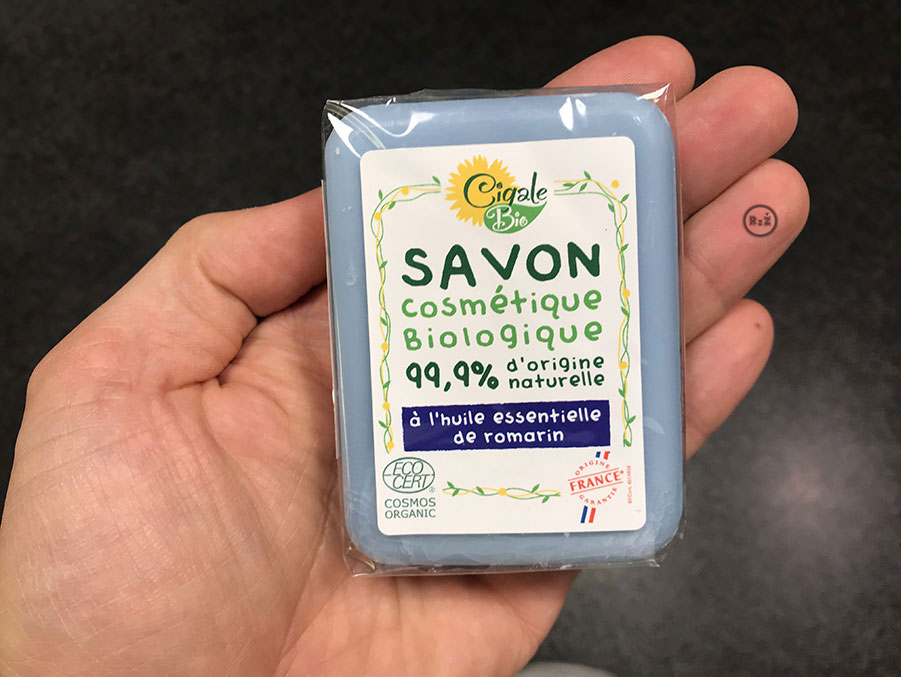 Cigale
Bio
SAVON
cosmétique
Biologique
99,9% d'origine
naturelle
à l'huile essentielle
de romarin
ECO
CERT
®
COSMOS
ORGANIC
ORIGINE
FRANCE®
GARANTIE
RzŽ